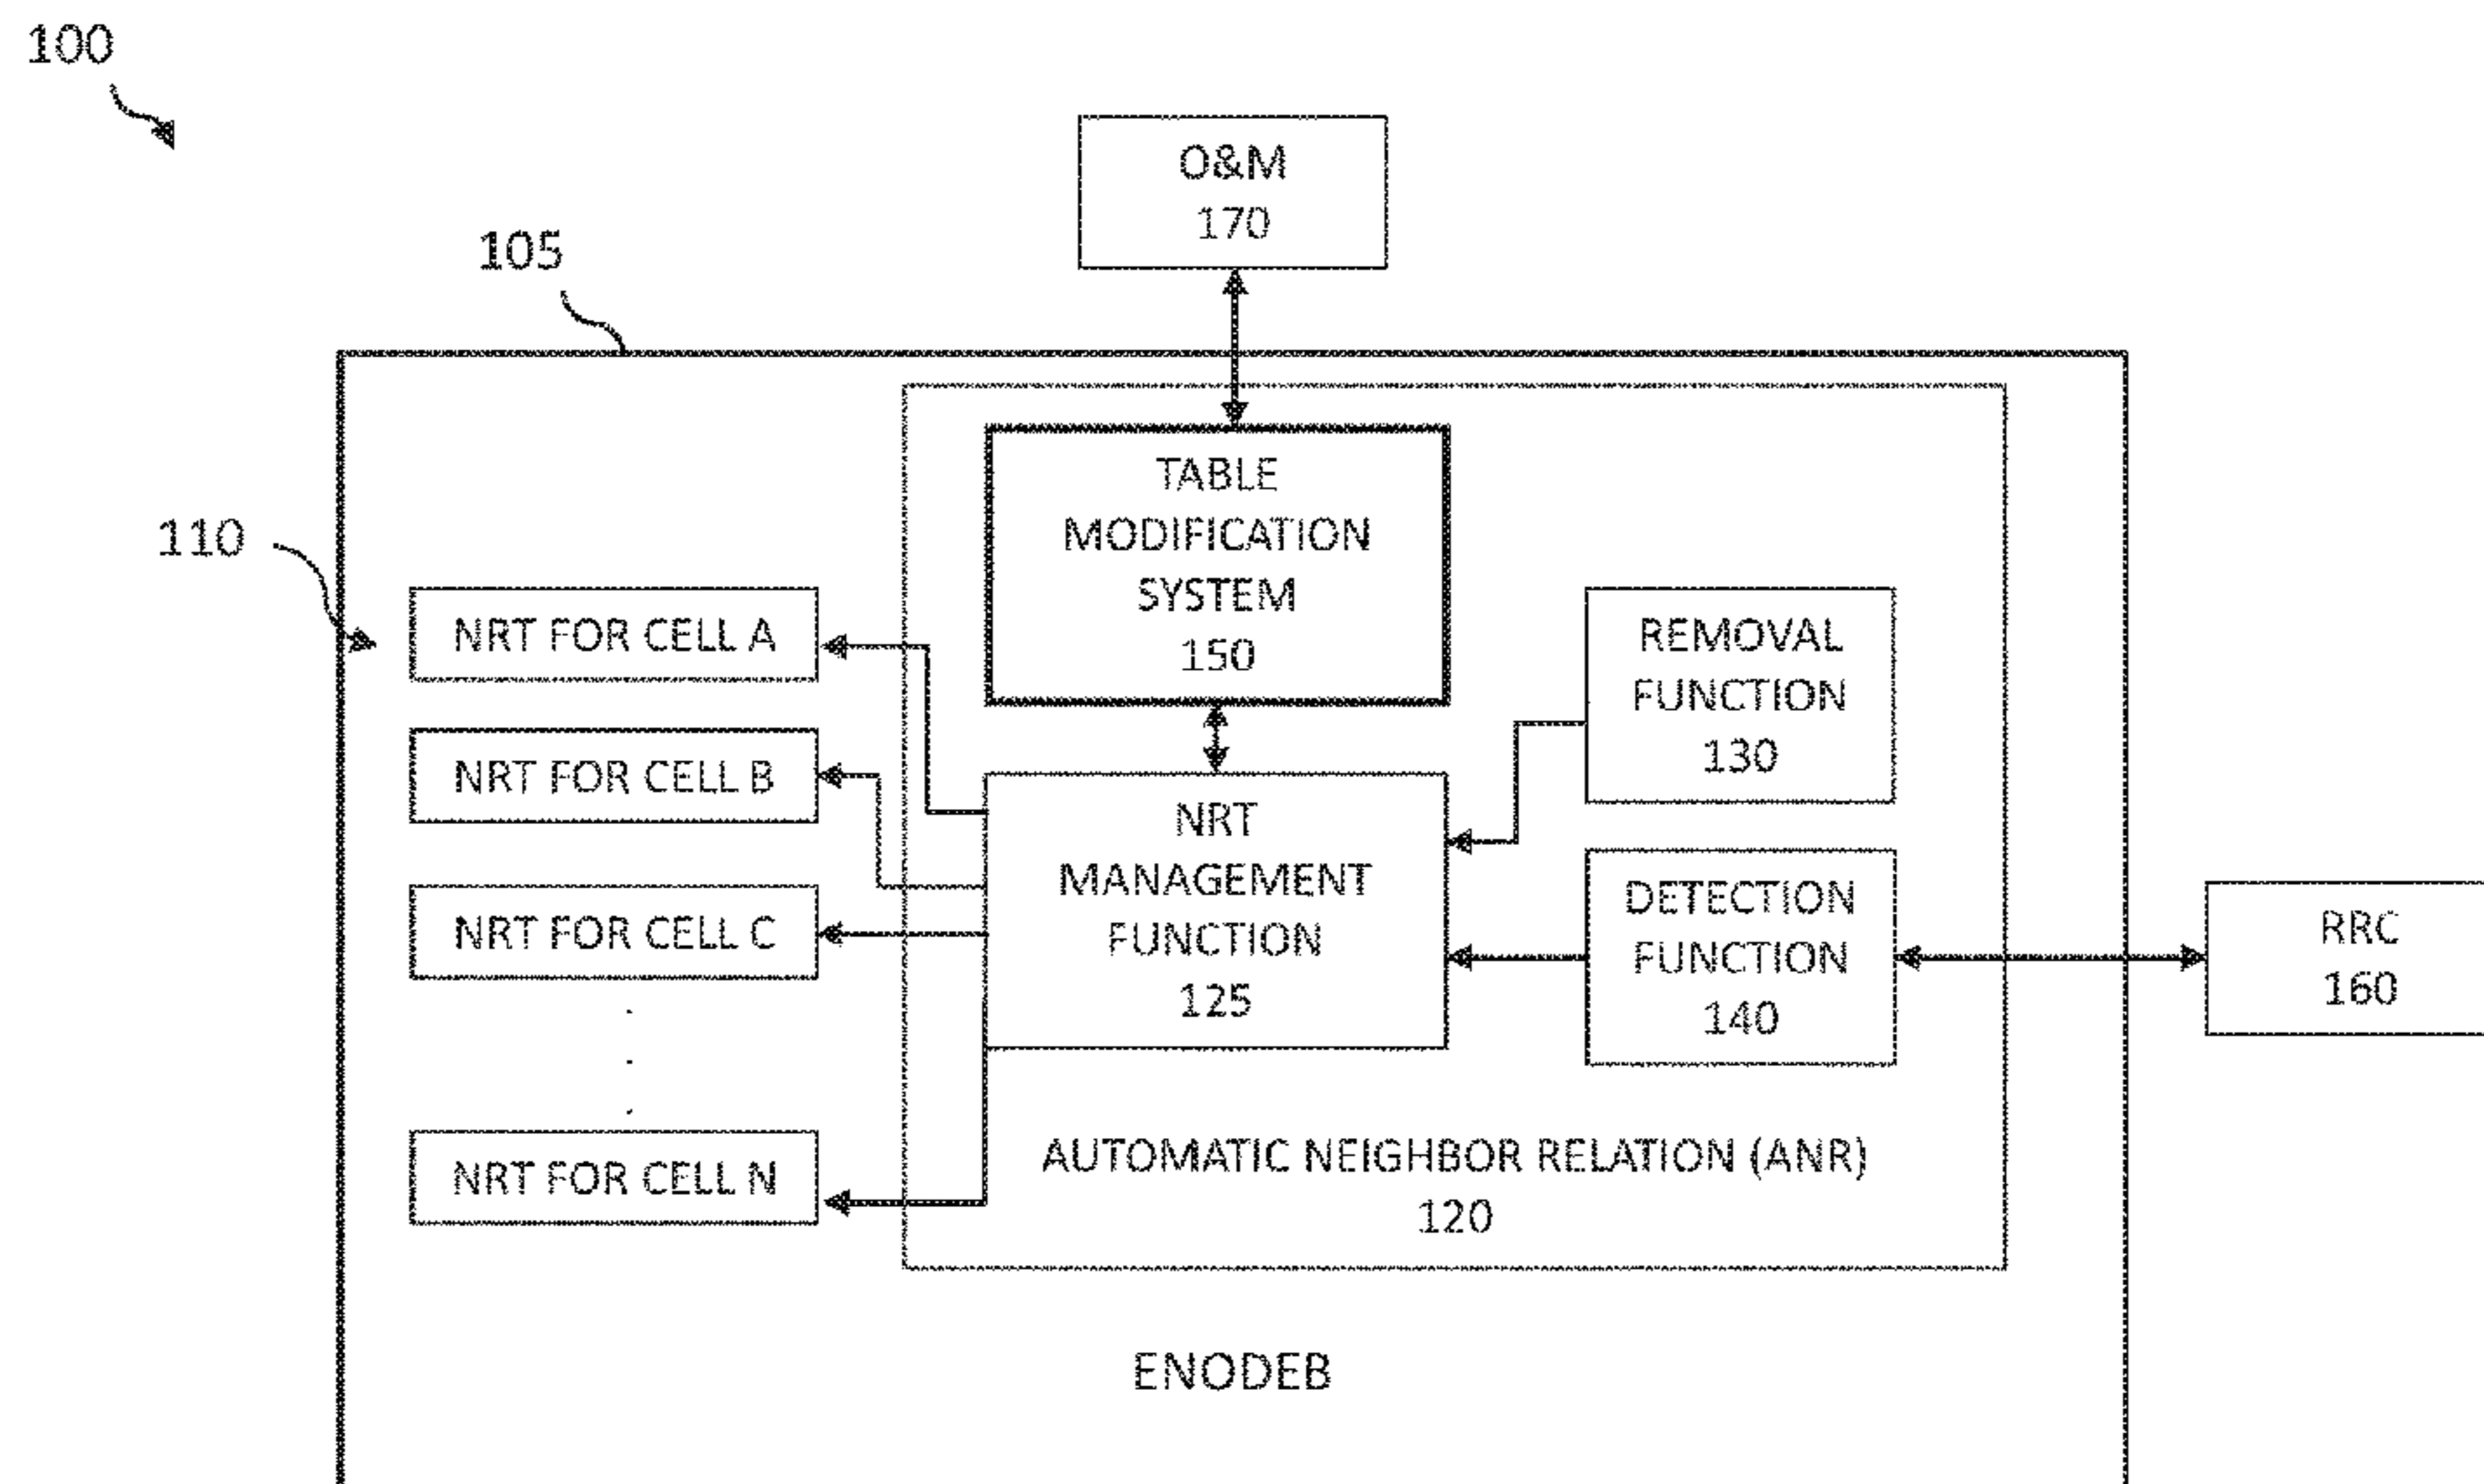 100
O&M
170
105
110
TABLE
MODIFICATION
SYSTEM
150
NRT FOR CELL A
NRT FOR CELL B
NRT FOR CELL C
.
.
.
NRT FOR CELL N
NRT
MANAGEMENT
FUNCTION
125
REMOVAL
FUNCTION
130
DETECTION
FUNCTION
140
RRC
160
AUTOMATIC NEIGHBOR RELATION (ANR)
120
ENODEB